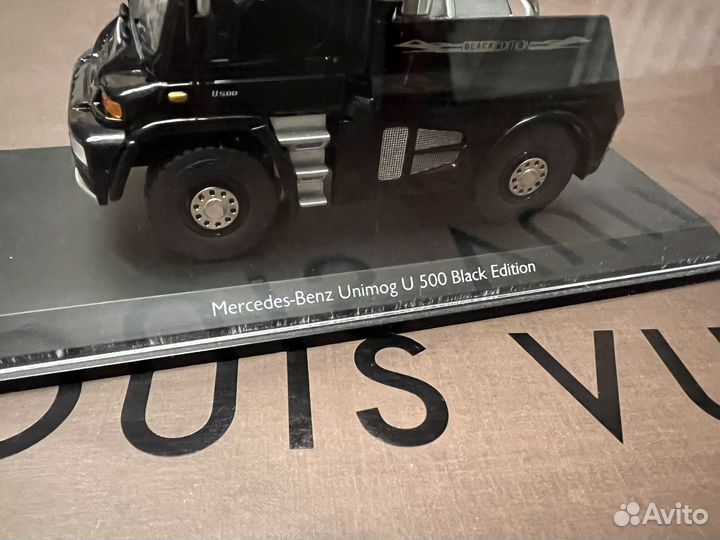 BLACK EDITION
U500
Mercedes-Benz Unimog U 500 Black Edition
OUIS VU
Avito